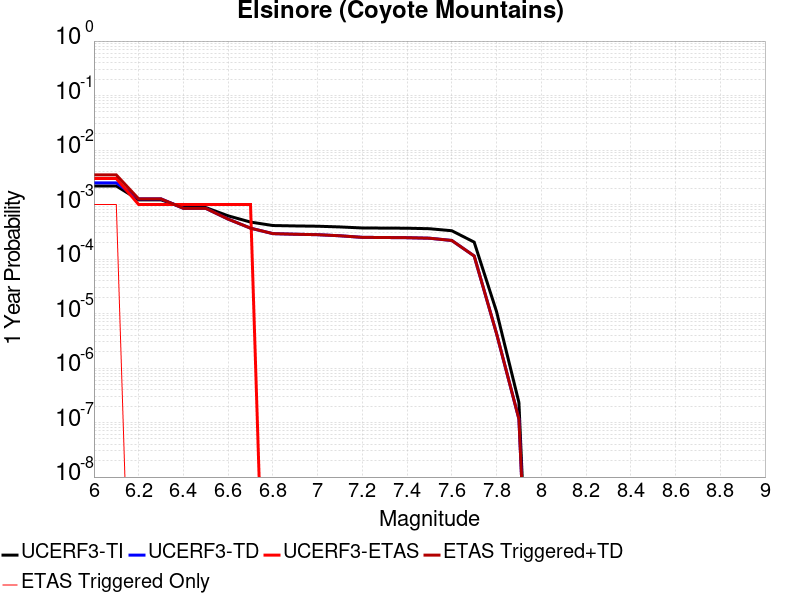 Elsinore (Coyote Mountains)
10^0
10^-1
10^-2
10^-3
10^-4
10^-5
10^-6
10^-7
10^-8
1 Year Probability
6 6.2 6.4 6.6 6.8 7 7.2 7.4 7.6 7.8 8 8.2 8.4 8.6 8.8 9
Magnitude
UCERF3-TI UCERF3-TD UCERF3-ETAS ETAS Triggered+TD
ETAS Triggered Only